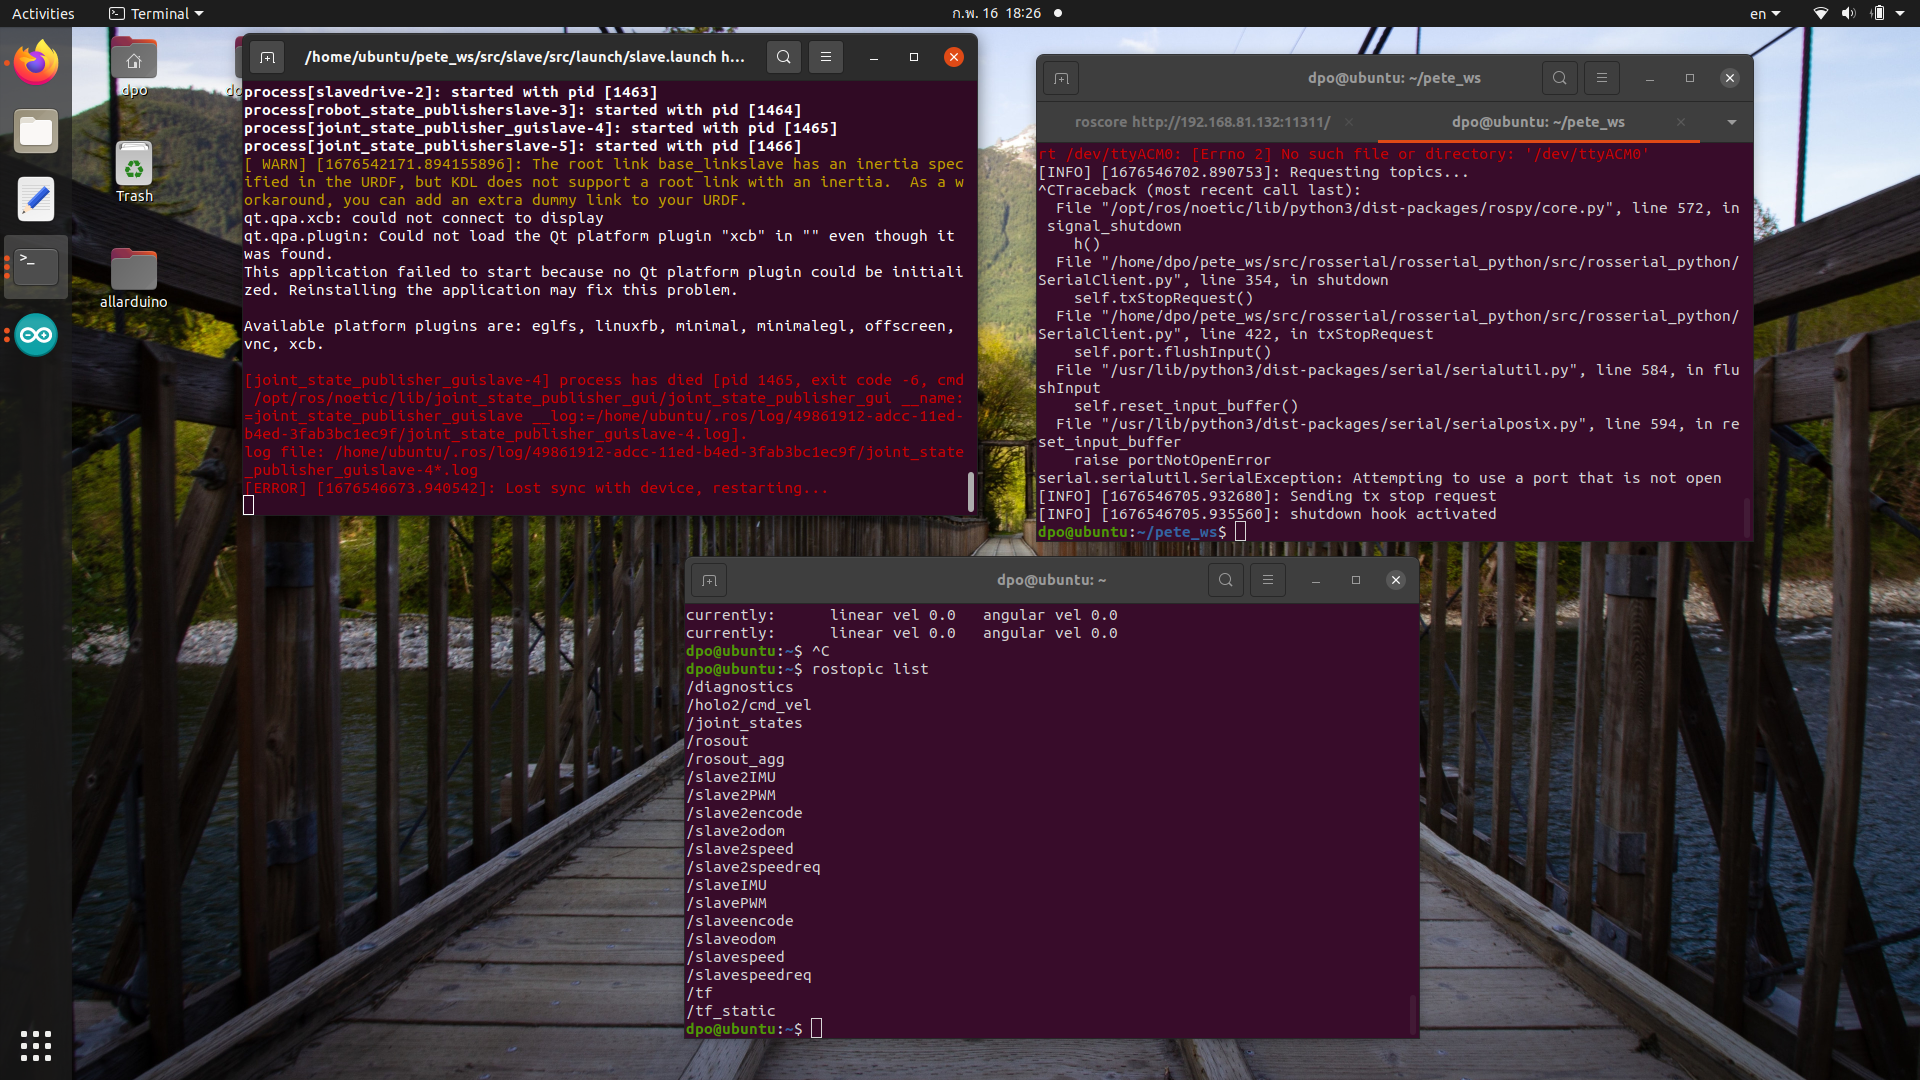 Activities
Terminal
ก.พ. 16 18:26
en
dpo
Trash
allarduino
/home/ubuntu/pete_ws/src/slave/src/launch/slave.launch h...
process[slavedrive-2]: started with pid [1463]
process[robot_state_publisherslave-3]: started with pid [1464]
process[joint_state_publisher_guislave-4]: started with pid [1465]
process[joint_state_publisherslave-5]: started with pid [1466]
[ WARN] [1676542171.894155896]: The root link base_linkslave has an inertia spec
ified in the URDF, but KDL does not support a root link with an inertia.  As a w
orkaround, you can add an extra dummy link to your URDF.
qt.qpa.xcb: could not connect to display
qt.qpa.plugin: Could not load the Qt platform plugin "xcb" in "" even though it
was found.
This application failed to start because no Qt platform plugin could be initiali
zed. Reinstalling the application may fix this problem.
Available platform plugins are: eglfs, linuxfb, minimal, minimalegl, offscreen,
vnc, xcb.
[joint_state_publisher_guislave-4] process has died [pid 1465, exit code -6, cmd
/opt/ros/noetic/lib/joint_state_publisher_gui/joint_state_publisher_gui __name:
=joint_state_publisher_guislave __log:=/home/ubuntu/.ros/log/49861912-adcc-11ed-
b4ed-3fab3bc1ec9f/joint_state_publisher_guislave-4.log].
log file: /home/ubuntu/.ros/log/49861912-adcc-11ed-b4ed-3fab3bc1ec9f/joint_state
_publisher_guislave-4*.log
[ERROR] [1676546673.940542]: Lost sync with device, restarting...
dpo@ubuntu: ~/pete_ws
roscore http://192.168.81.132:11311/
dpo@ubuntu: ~/pete_ws
rt /dev/ttyACM0: [Errno 2] No such file or directory: '/dev/ttyACM0'
[INFO] [1676546702.890753]: Requesting topics...
^CTraceback (most recent call last):
File "/opt/ros/noetic/lib/python3/dist-packages/rospy/core.py", line 572, in
signal_shutdown
h()
File "/home/dpo/pete_ws/src/rosserial/rosserial_python/src/rosserial_python/
SerialClient.py", line 354, in shutdown
self.txStopRequest()
File "/home/dpo/pete_ws/src/rosserial/rosserial_python/src/rosserial_python/
SerialClient.py", line 422, in txStopRequest
self.port.flushInput()
File "/usr/lib/python3/dist-packages/serial/serialutil.py", line 584, in flu
shInput
self.reset_input_buffer()
File "/usr/lib/python3/dist-packages/serial/serialposix.py", line 594, in re
set_input_buffer
raise portNotOpenError
serial.serialutil.SerialException: Attempting to use a port that is not open
[INFO] [1676546705.932680]: Sending tx stop request
[INFO] [1676546705.935560]: shutdown hook activated
dpo@ubuntu:~/pete_ws$
dpo@ubuntu: ~
currently:      linear vel 0.0   angular vel 0.0
currently:      linear vel 0.0   angular vel 0.0
dpo@ubuntu:~$ ^C
dpo@ubuntu:~$ rostopic list
/diagnostics
/holo2/cmd_vel
/joint_states
/rosout
/rosout_agg
/slave2IMU
/slave2PWM
/slave2encode
/slave2odom
/slave2speed
/slave2speedreq
/slaveIMU
/slavePWM
/slaveencode
/slaveodom
/slavespeed
/slavespeedreq
/tf
/tf_static
dpo@ubuntu:~$